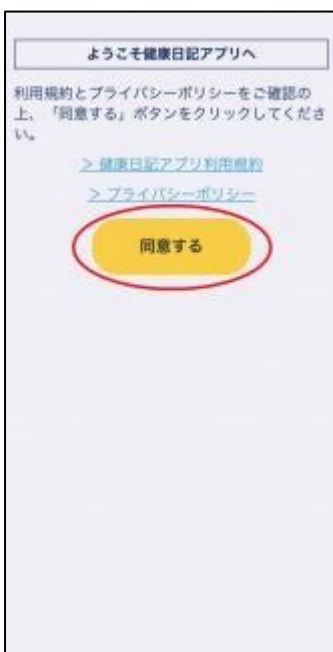 ようこそ健康日記アプリへ
利用規約とプライバシーポリシーをご確認の
上、「同意する」ボタンをクリックしてくださ
い。
> 健康日記アプリ利用規約
> プライバシーポリシー
同意する